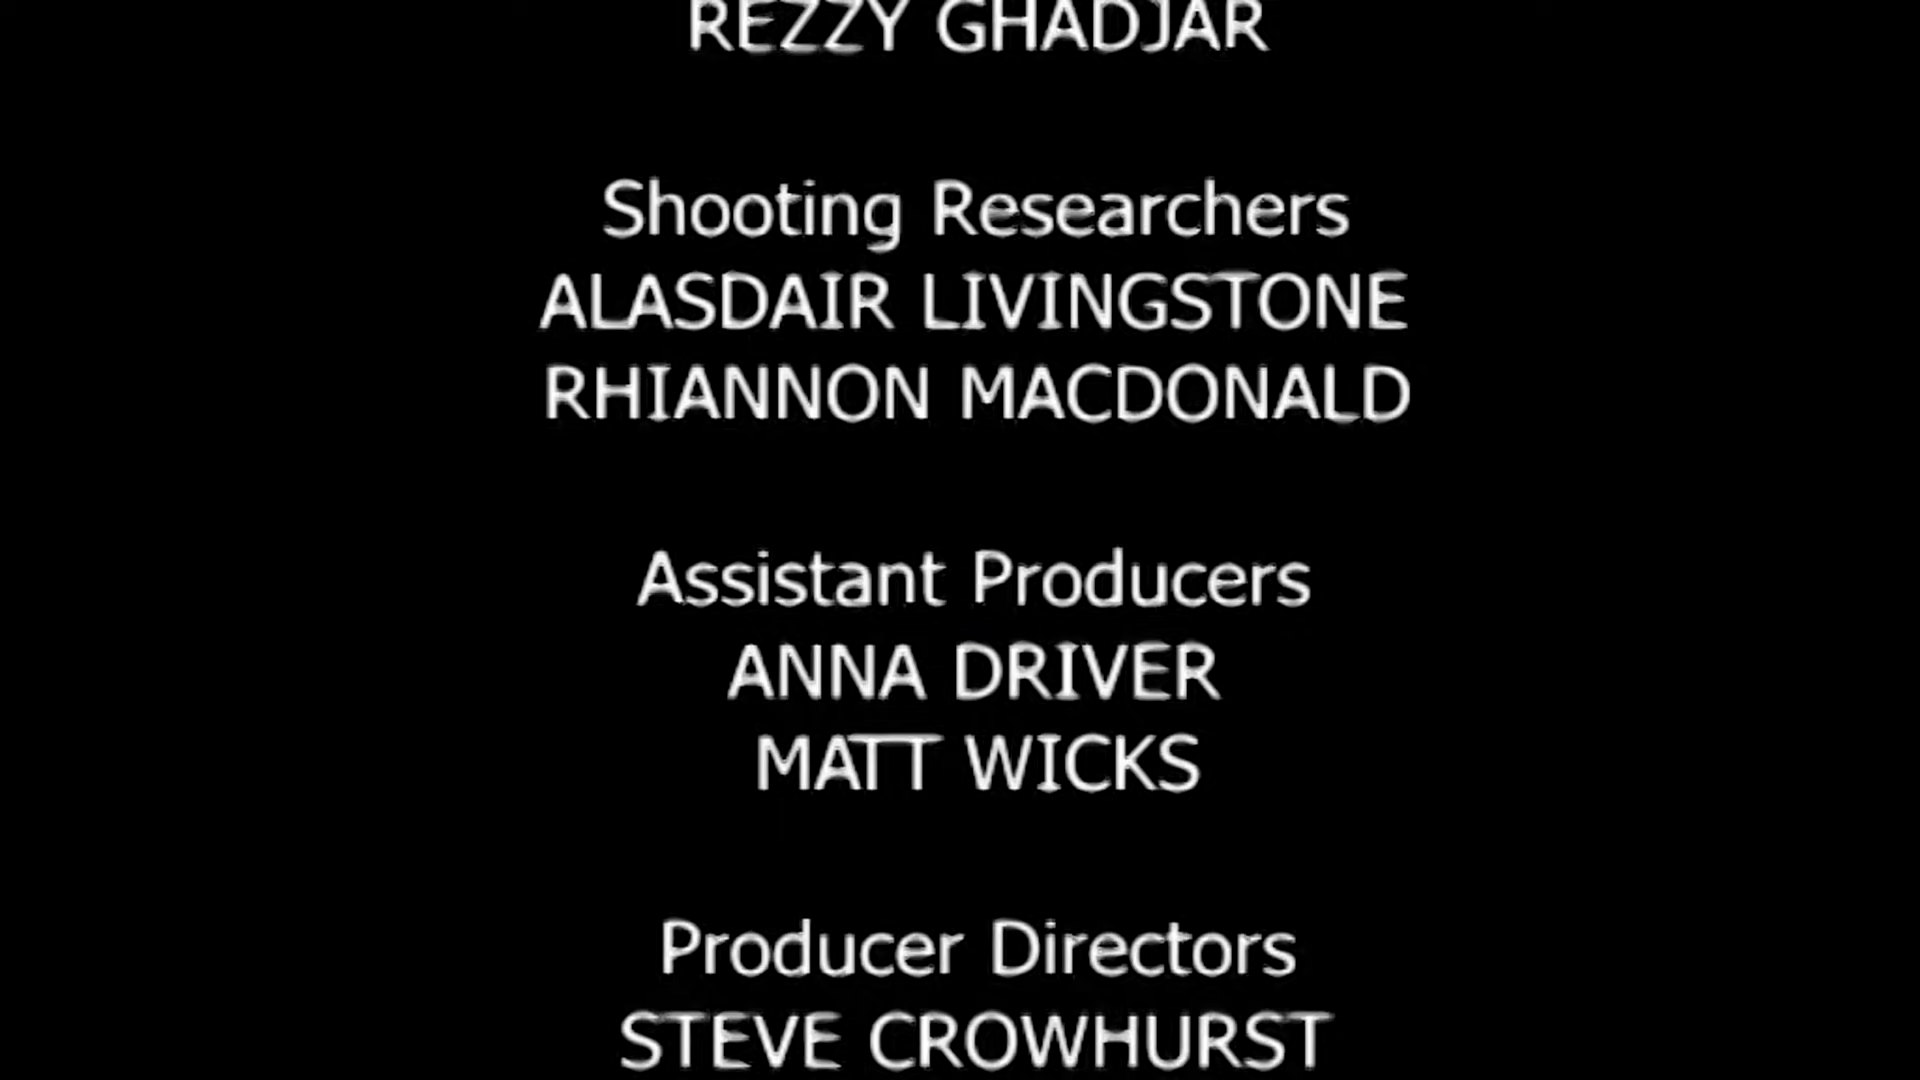 REZZY GHADJAR
Shooting Researchers
ALASDAIR LIVINGSTONE
RHIANNON MACDONALD
Assistant Producers
ANNA DRIVER
MATT WICKS
Producer Directors
STEVE CROWHURST